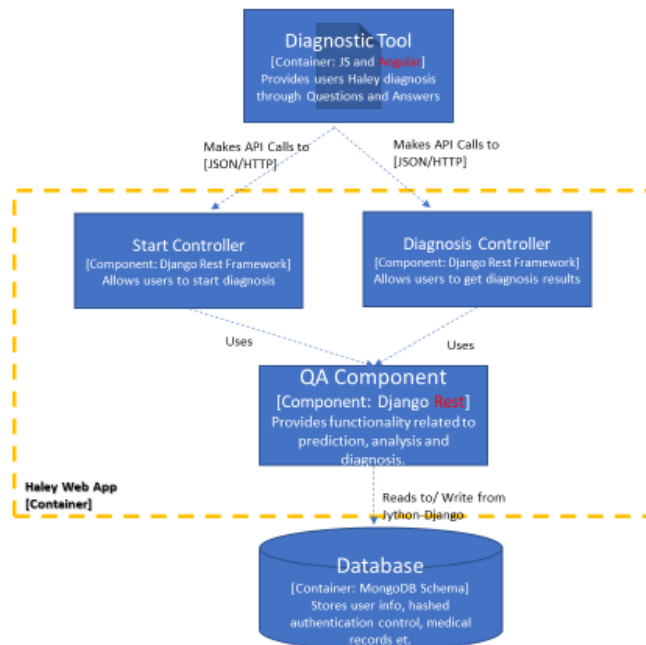 Diagnostic Tool
[Container: JS and Angular]
Provides users Haley diagnosis
through Questions and Answers
Makes API Calls to
[JSON/HTTP]
Makes API Calls to
[JSON/HTTP]
Start Controller
[Component: Django Rest Framework]
Allows users to start diagnosis
Diagnosis Controller
[Component: Django Rest Framework]
Allows users to get diagnosis results
Uses
Uses
QA Component
[Component: Django Rest]
Provides functionality related to
prediction, analysis and
diagnosis.
Haley Web App
[Container]
Reads to/ Write from
Jython-Django
Database
[Container: MongoDB Schema]
Stores user info, hashed
authentication control, medical
records et.